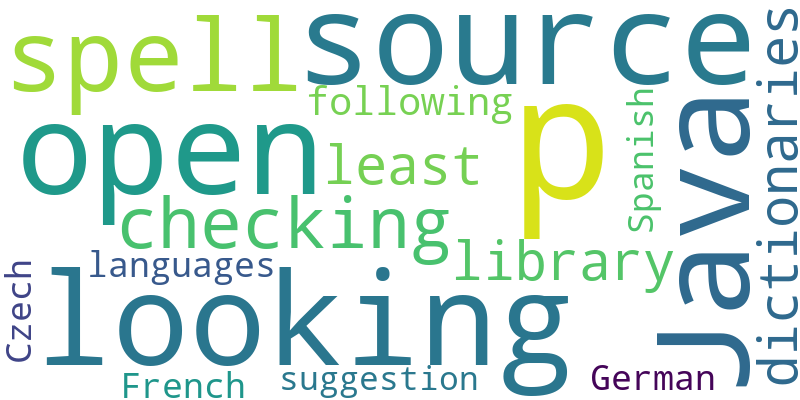 spell
source
following
open
p
Spanish
Java
dictionaries
least
checking
library
languages
Czech
looking
French
suggestion
German